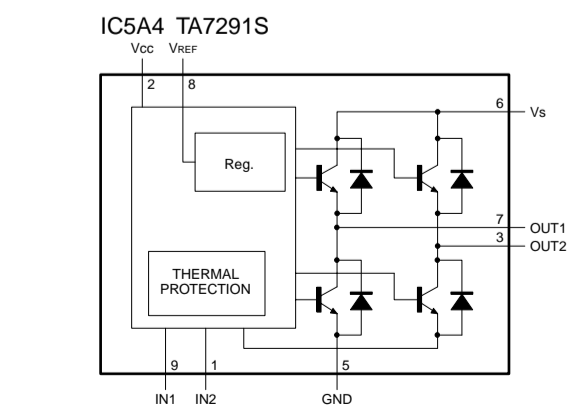 IC5A4 TA7291S
Vcc VREF
2 8
6 Vs
Reg.
7 OUT1
3 OUT2
THERMAL
PROTECTION
9 1 5
IN1 IN2 GND